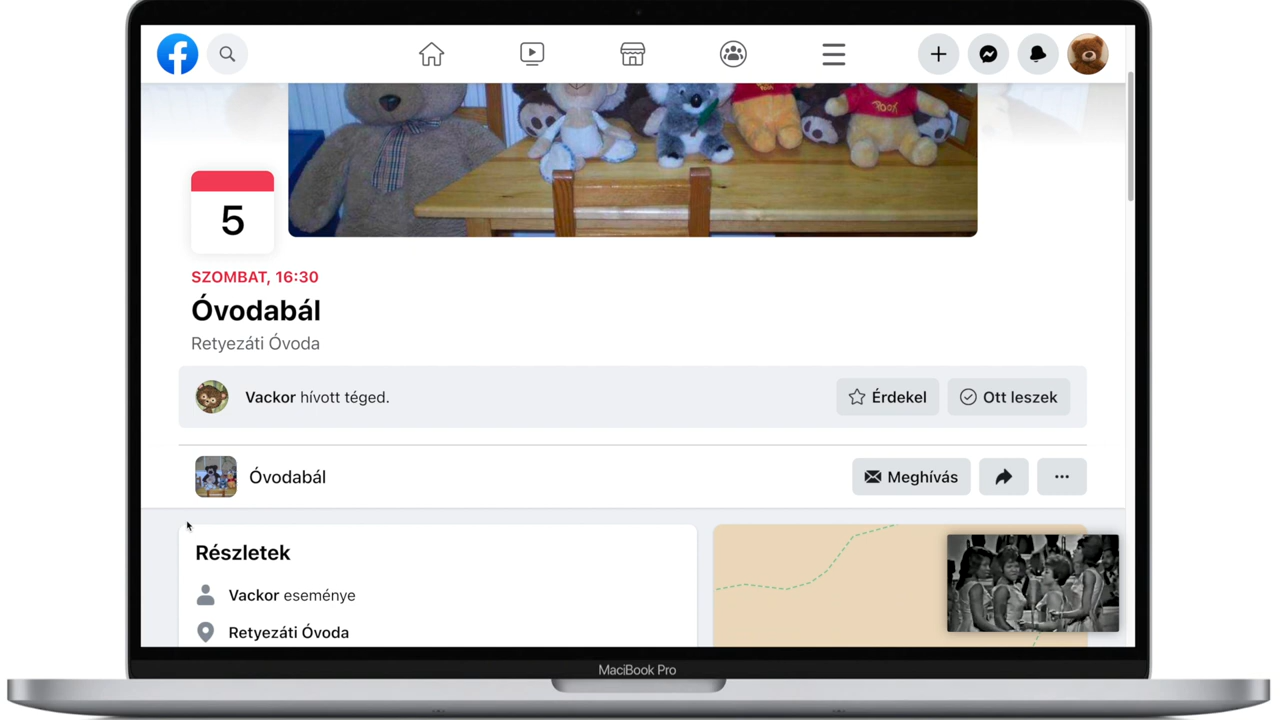 5
SZOMBAT, 16:30
Óvodabál
Retyezáti Óvoda
Vackor hívott téged.
Érdekel
Ott leszek
Óvodabál
Meghívás
Részletek
Vackor eseménye
Retyezáti Óvoda
MaciBook Pro